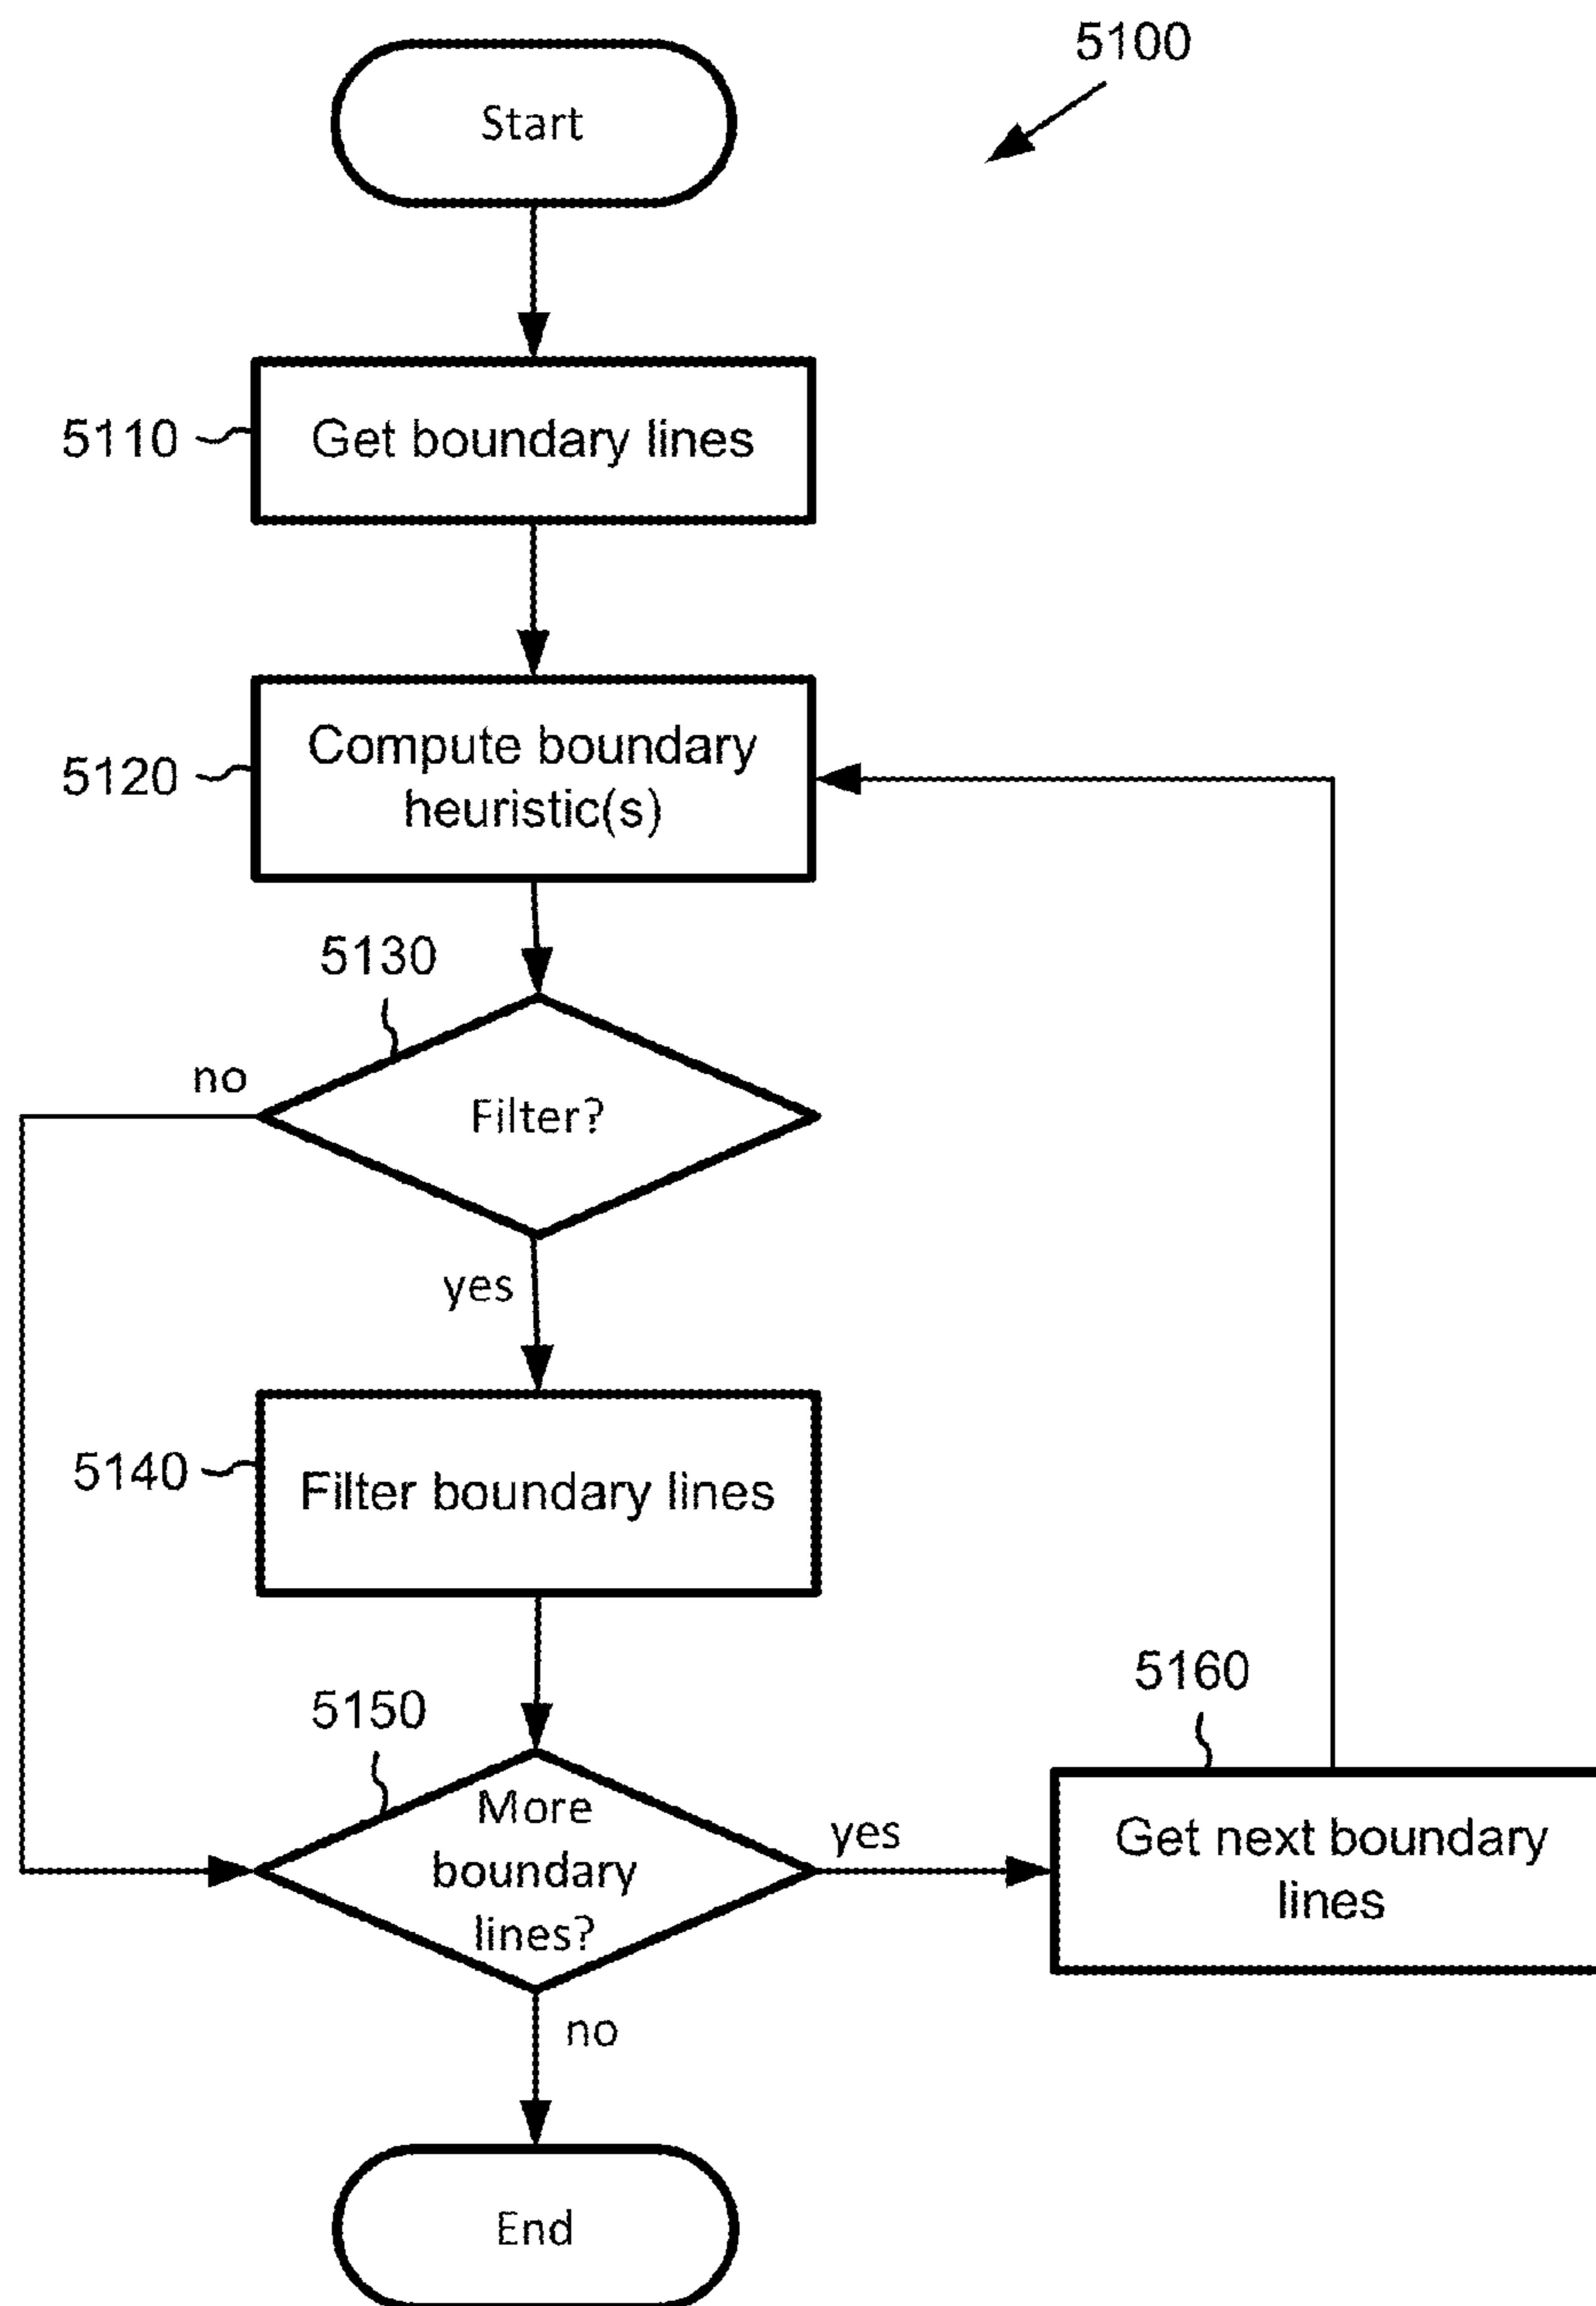 5100
Start
5110
Get boundary lines
5120
Compute boundary
heuristic(s)
5130
no
Filter?
yes
5140
Filter boundary lines
5150
More
boundary
lines?
yes
5160
Get next boundary
lines
no
End